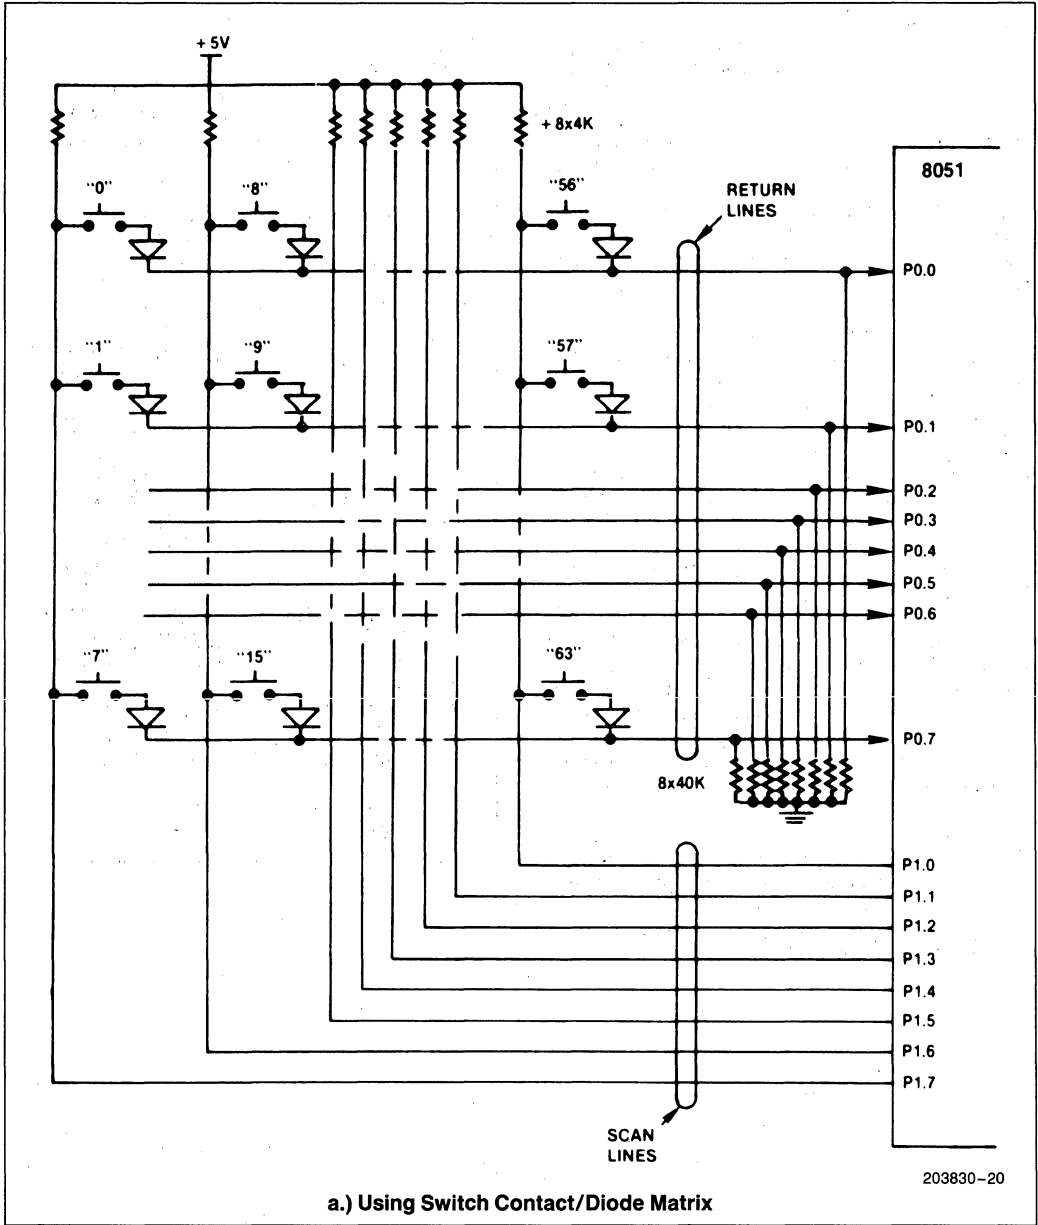 + 5V
+ 8x4K
8051
"0"
"8"
"56"
RETURN
LINES
P0.0
"1"
"9"
"57"
P0.1
P0.2
P0.3
P0.4
P0.5
P0.6
"7"
"15"
"63"
P0.7
8x40K
P1.0
P1.1
P1.2
P1.3
P1.4
P1.5
P1.6
P1.7
SCAN
LINES
203830-20
a.) Using Switch Contact/Diode Matrix